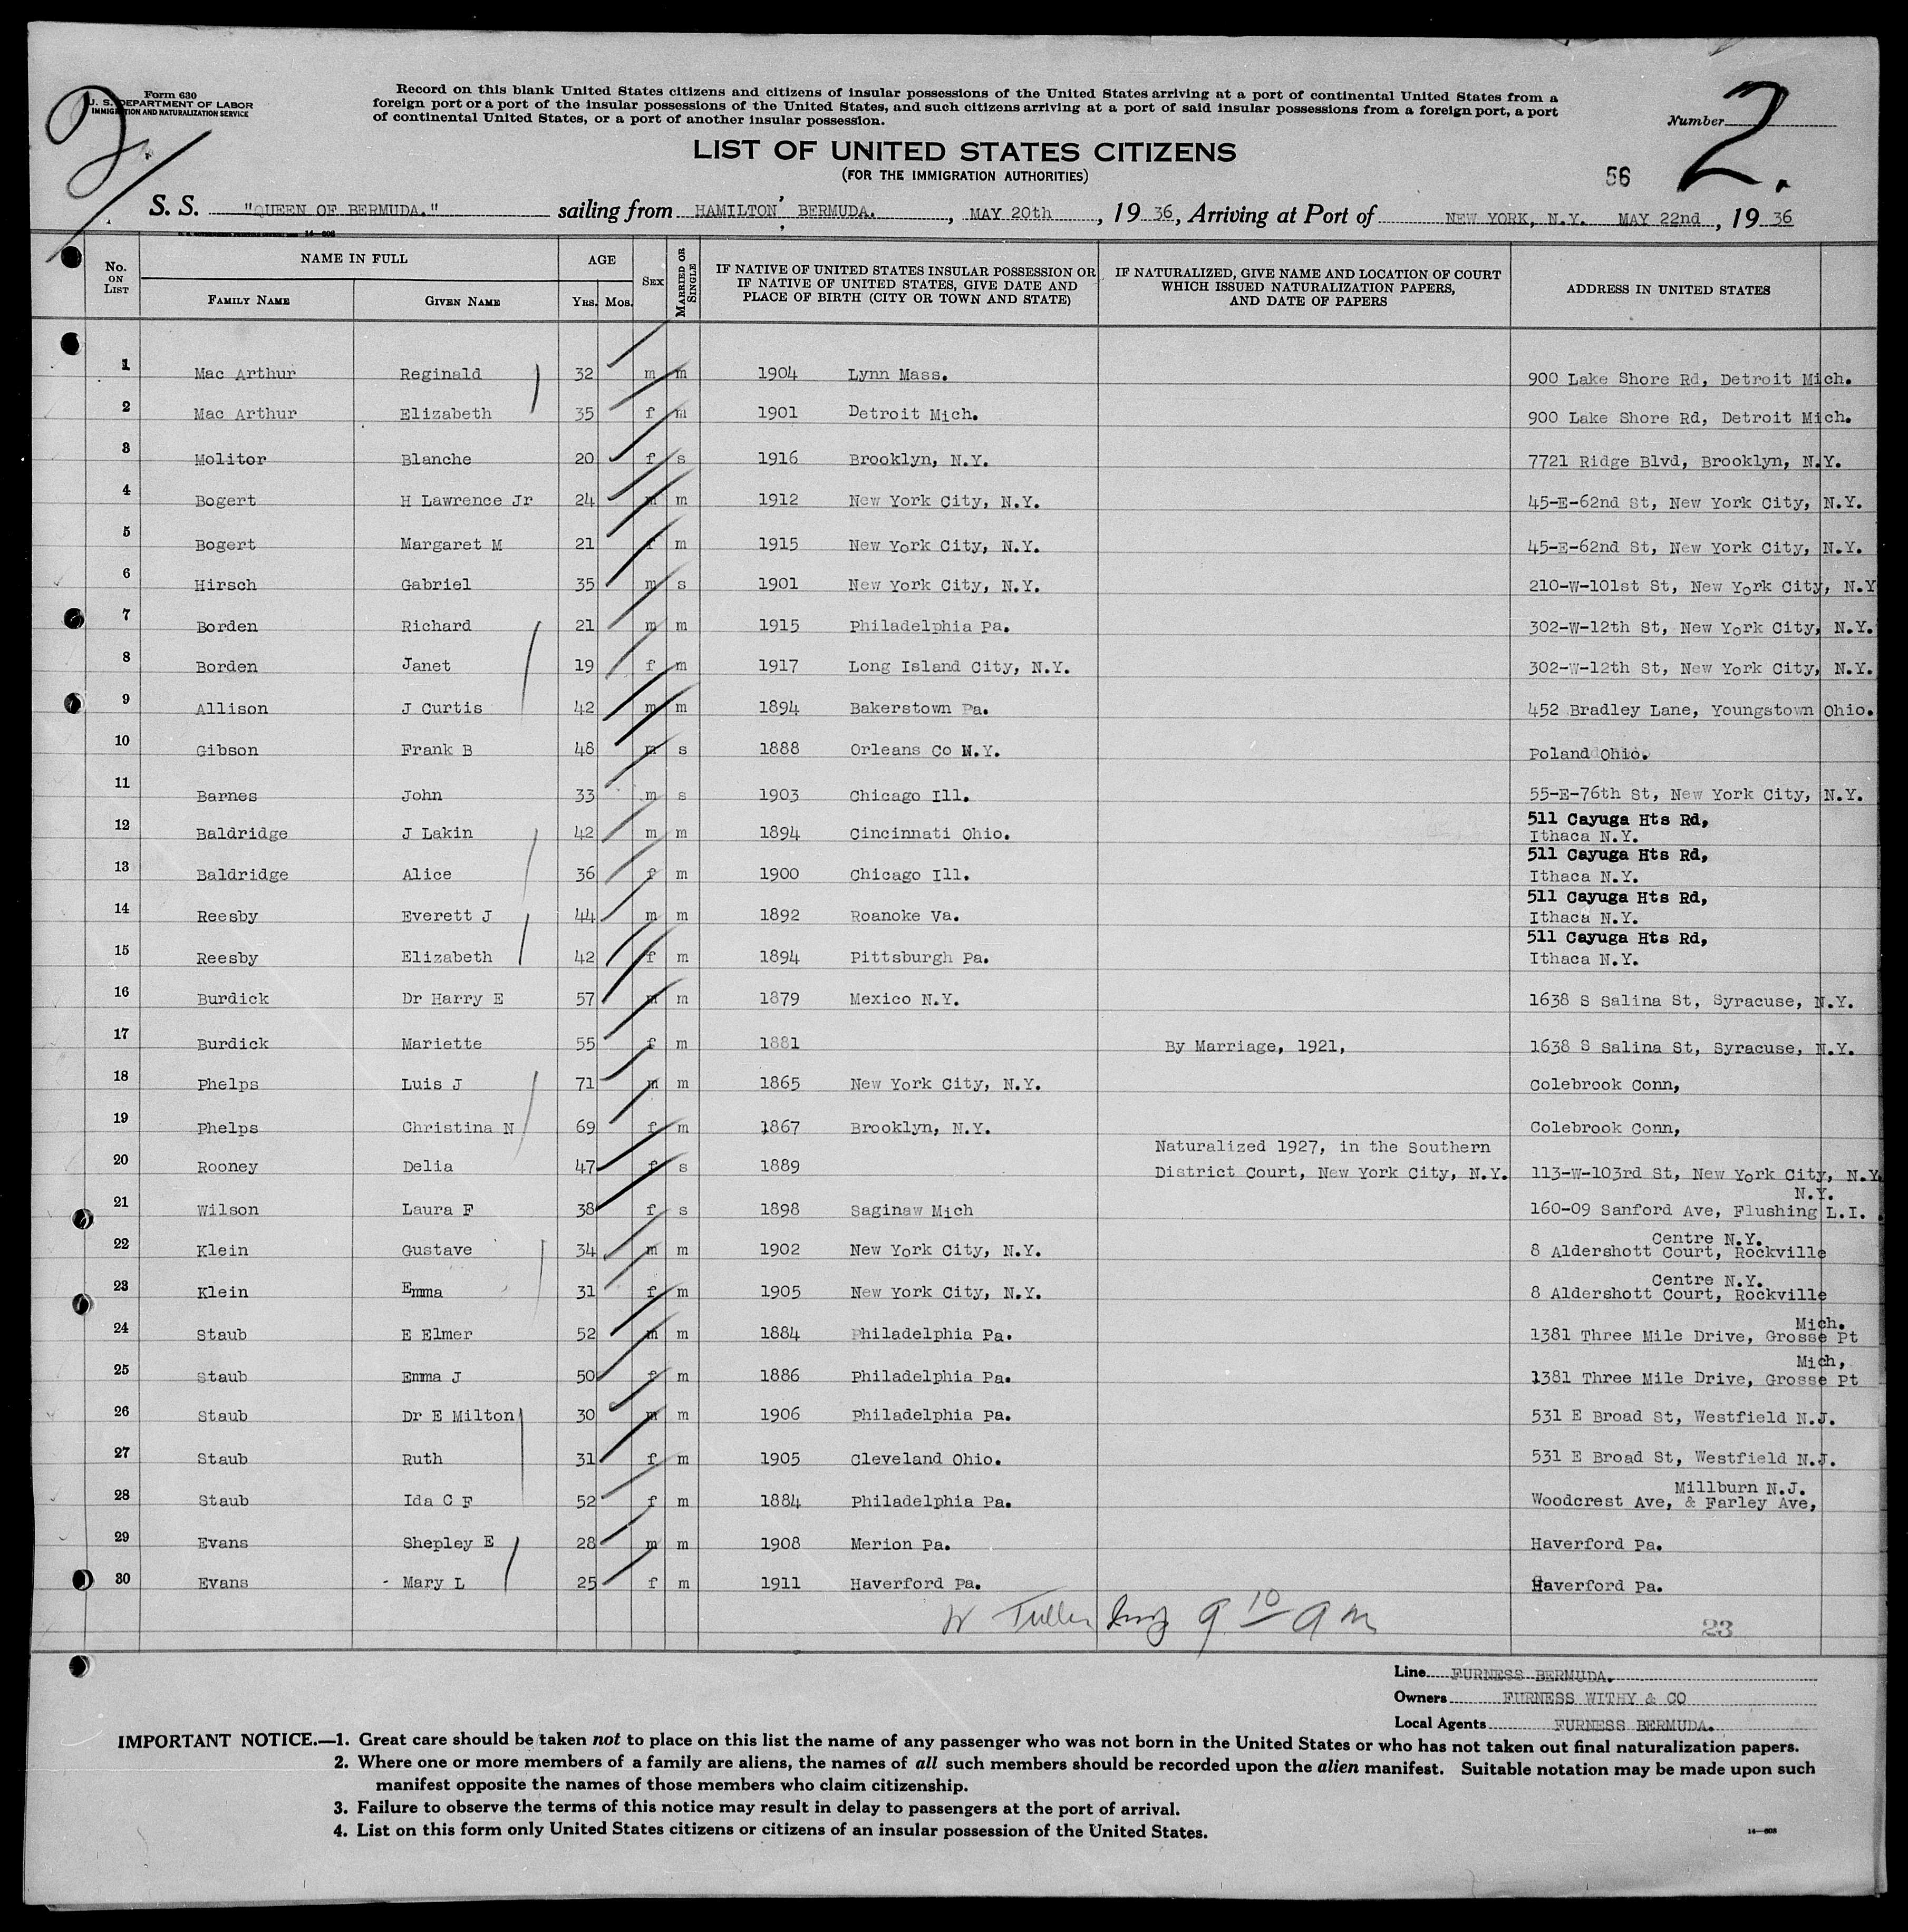 Form 630
U. S. DEPARTMENT OF LABOR
IMMIGRATION AND NATURALIZATION SERVICE
Record on this blank United States citizens and citizens of insular possessions of the United States arriving at a port of continental United States from a
foreign port or a port of the insular possessions of the United States, and such citizens arriving at a port of said insular possessions from a foreign port, a port
of continental United States, or a port of another insular possession.
Number 2.
LIST OF UNITED STATES CITIZENS
(FOR THE IMMIGRATION AUTHORITIES)
56
S. S. "QUEEN OF BERMUDA." sailing from HAMILTON, BERMUDA. , MAY 20th , 19 36, Arriving at Port of NEW YORK, N.Y. MAY 22nd , 19 36
14—608
No. ON LIST NAME IN FULL AGE SEX MARRIED OR SINGLE IF NATIVE OF UNITED STATES INSULAR POSSESSION OR IF NATIVE OF UNITED STATES, GIVE DATE AND PLACE OF BIRTH (CITY OR TOWN AND STATE) IF NATURALIZED, GIVE NAME AND LOCATION OF COURT WHICH ISSUED NATURALIZATION PAPERS, AND DATE OF PAPERS ADDRESS IN UNITED STATES
FAMILY NAME GIVEN NAME YRS. MOS.
1 Mac Arthur Reginald 32 m m 1904 Lynn Mass. 900 Lake Shore Rd, Detroit Mich.
2 Mac Arthur Elizabeth 35 f m 1901 Detroit Mich. 900 Lake Shore Rd, Detroit Mich.
3 Molitor Blanche 20 f s 1916 Brooklyn, N.Y. 7721 Ridge Blvd, Brooklyn, N.Y.
4 Bogert H Lawrence Jr 24 m m 1912 New York City, N.Y. 45-E-62nd St, New York City, N.Y.
5 Bogert Margaret M 21 f m 1915 New York City, N.Y. 45-E-62nd St, New York City, N.Y.
6 Hirsch Gabriel 35 m s 1901 New York City, N.Y. 210-W-101st St, New York City, N.Y
7 Borden Richard 21 m m 1915 Philadelphia Pa. 302-W-12th St, New York City, N.Y.
8 Borden Janet 19 f m 1917 Long Island City, N.Y. 302-W-12th St, New York City, N.Y.
9 Allison J Curtis 42 m m 1894 Bakerstown Pa. 452 Bradley Lane, Youngstown Ohio.
10 Gibson Frank B 48 m s 1888 Orleans Co N.Y. Poland Ohio.
11 Barnes John 33 m s 1903 Chicago Ill. 55-E-76th St, New York City, N.Y.
12 Baldridge J Lakin 42 m m 1894 Cincinnati Ohio. 511 Cayuga Hts Rd,
Ithaca N.Y.
13 Baldridge Alice 36 f m 1900 Chicago Ill. 511 Cayuga Hts Rd,
Ithaca N.Y.
14 Reesby Everett J 44 m m 1892 Roanoke Va. 511 Cayuga Hts Rd,
Ithaca N.Y.
15 Reesby Elizabeth 42 f m 1894 Pittsburgh Pa. 511 Cayuga Hts Rd,
Ithaca N.Y.
16 Burdick Dr Harry E 57 m m 1879 Mexico N.Y. 1638 S Salina St, Syracuse, N.Y.
17 Burdick Mariette 55 f m 1881 By Marriage, 1921, 1638 S Salina St, Syracuse, N.Y.
18 Phelps Luis J 71 m m 1865 New York City, N.Y. Colebrook Conn,
19 Phelps Christina N 69 f m 1867 Brooklyn, N.Y. Colebrook Conn,
Naturalized 1927, in the Southern
20 Rooney Delia 47 f s 1889 District Court, New York City, N.Y. 113-W-103rd St, New York City, N.Y.
N.Y.
21 Wilson Laura F 38 f s 1898 Saginaw Mich 160-09 Sanford Ave, Flushing L.I.
Centre N.Y.
22 Klein Gustave 34 m m 1902 New York City, N.Y. 8 Aldershott Court, Rockville
Centre N.Y.
23 Klein Emma 31 f m 1905 New York City, N.Y. 8 Aldershott Court, Rockville
Mich.
24 Staub E Elmer 52 m m 1884 Philadelphia Pa. 1381 Three Mile Drive, Grosse Pt
Mich,
25 Staub Emma J 50 f m 1886 Philadelphia Pa. 1381 Three Mile Drive, Grosse Pt
26 Staub Dr E Milton 30 m m 1906 Philadelphia Pa. 531 E Broad St, Westfield N.J.
27 Staub Ruth 31 f m 1905 Cleveland Ohio. 531 E Broad St, Westfield N.J.
Millburn N.J.
28 Staub Ida C F 52 f m 1884 Philadelphia Pa. Woodcrest Ave, & Farley Ave,
29 Evans Shepley E 28 m m 1908 Merion Pa. Haverford Pa.
30 Evans - Mary L 25 f m 1911 Haverford Pa. Haverford Pa.
W Tuller 9 10 a m
23
Line FURNESS BERMUDA.
Owners FURNESS WITHY & CO
Local Agents FURNESS BERMUDA.
IMPORTANT NOTICE.—1. Great care should be taken not to place on this list the name of any passenger who was not born in the United States or who has not taken out final naturalization papers.
2. Where one or more members of a family are aliens, the names of all such members should be recorded upon the alien manifest. Suitable notation may be made upon such
manifest opposite the names of those members who claim citizenship.
3. Failure to observe the terms of this notice may result in delay to passengers at the port of arrival.
4. List on this form only United States citizens or citizens of an insular possession of the United States.
14—608